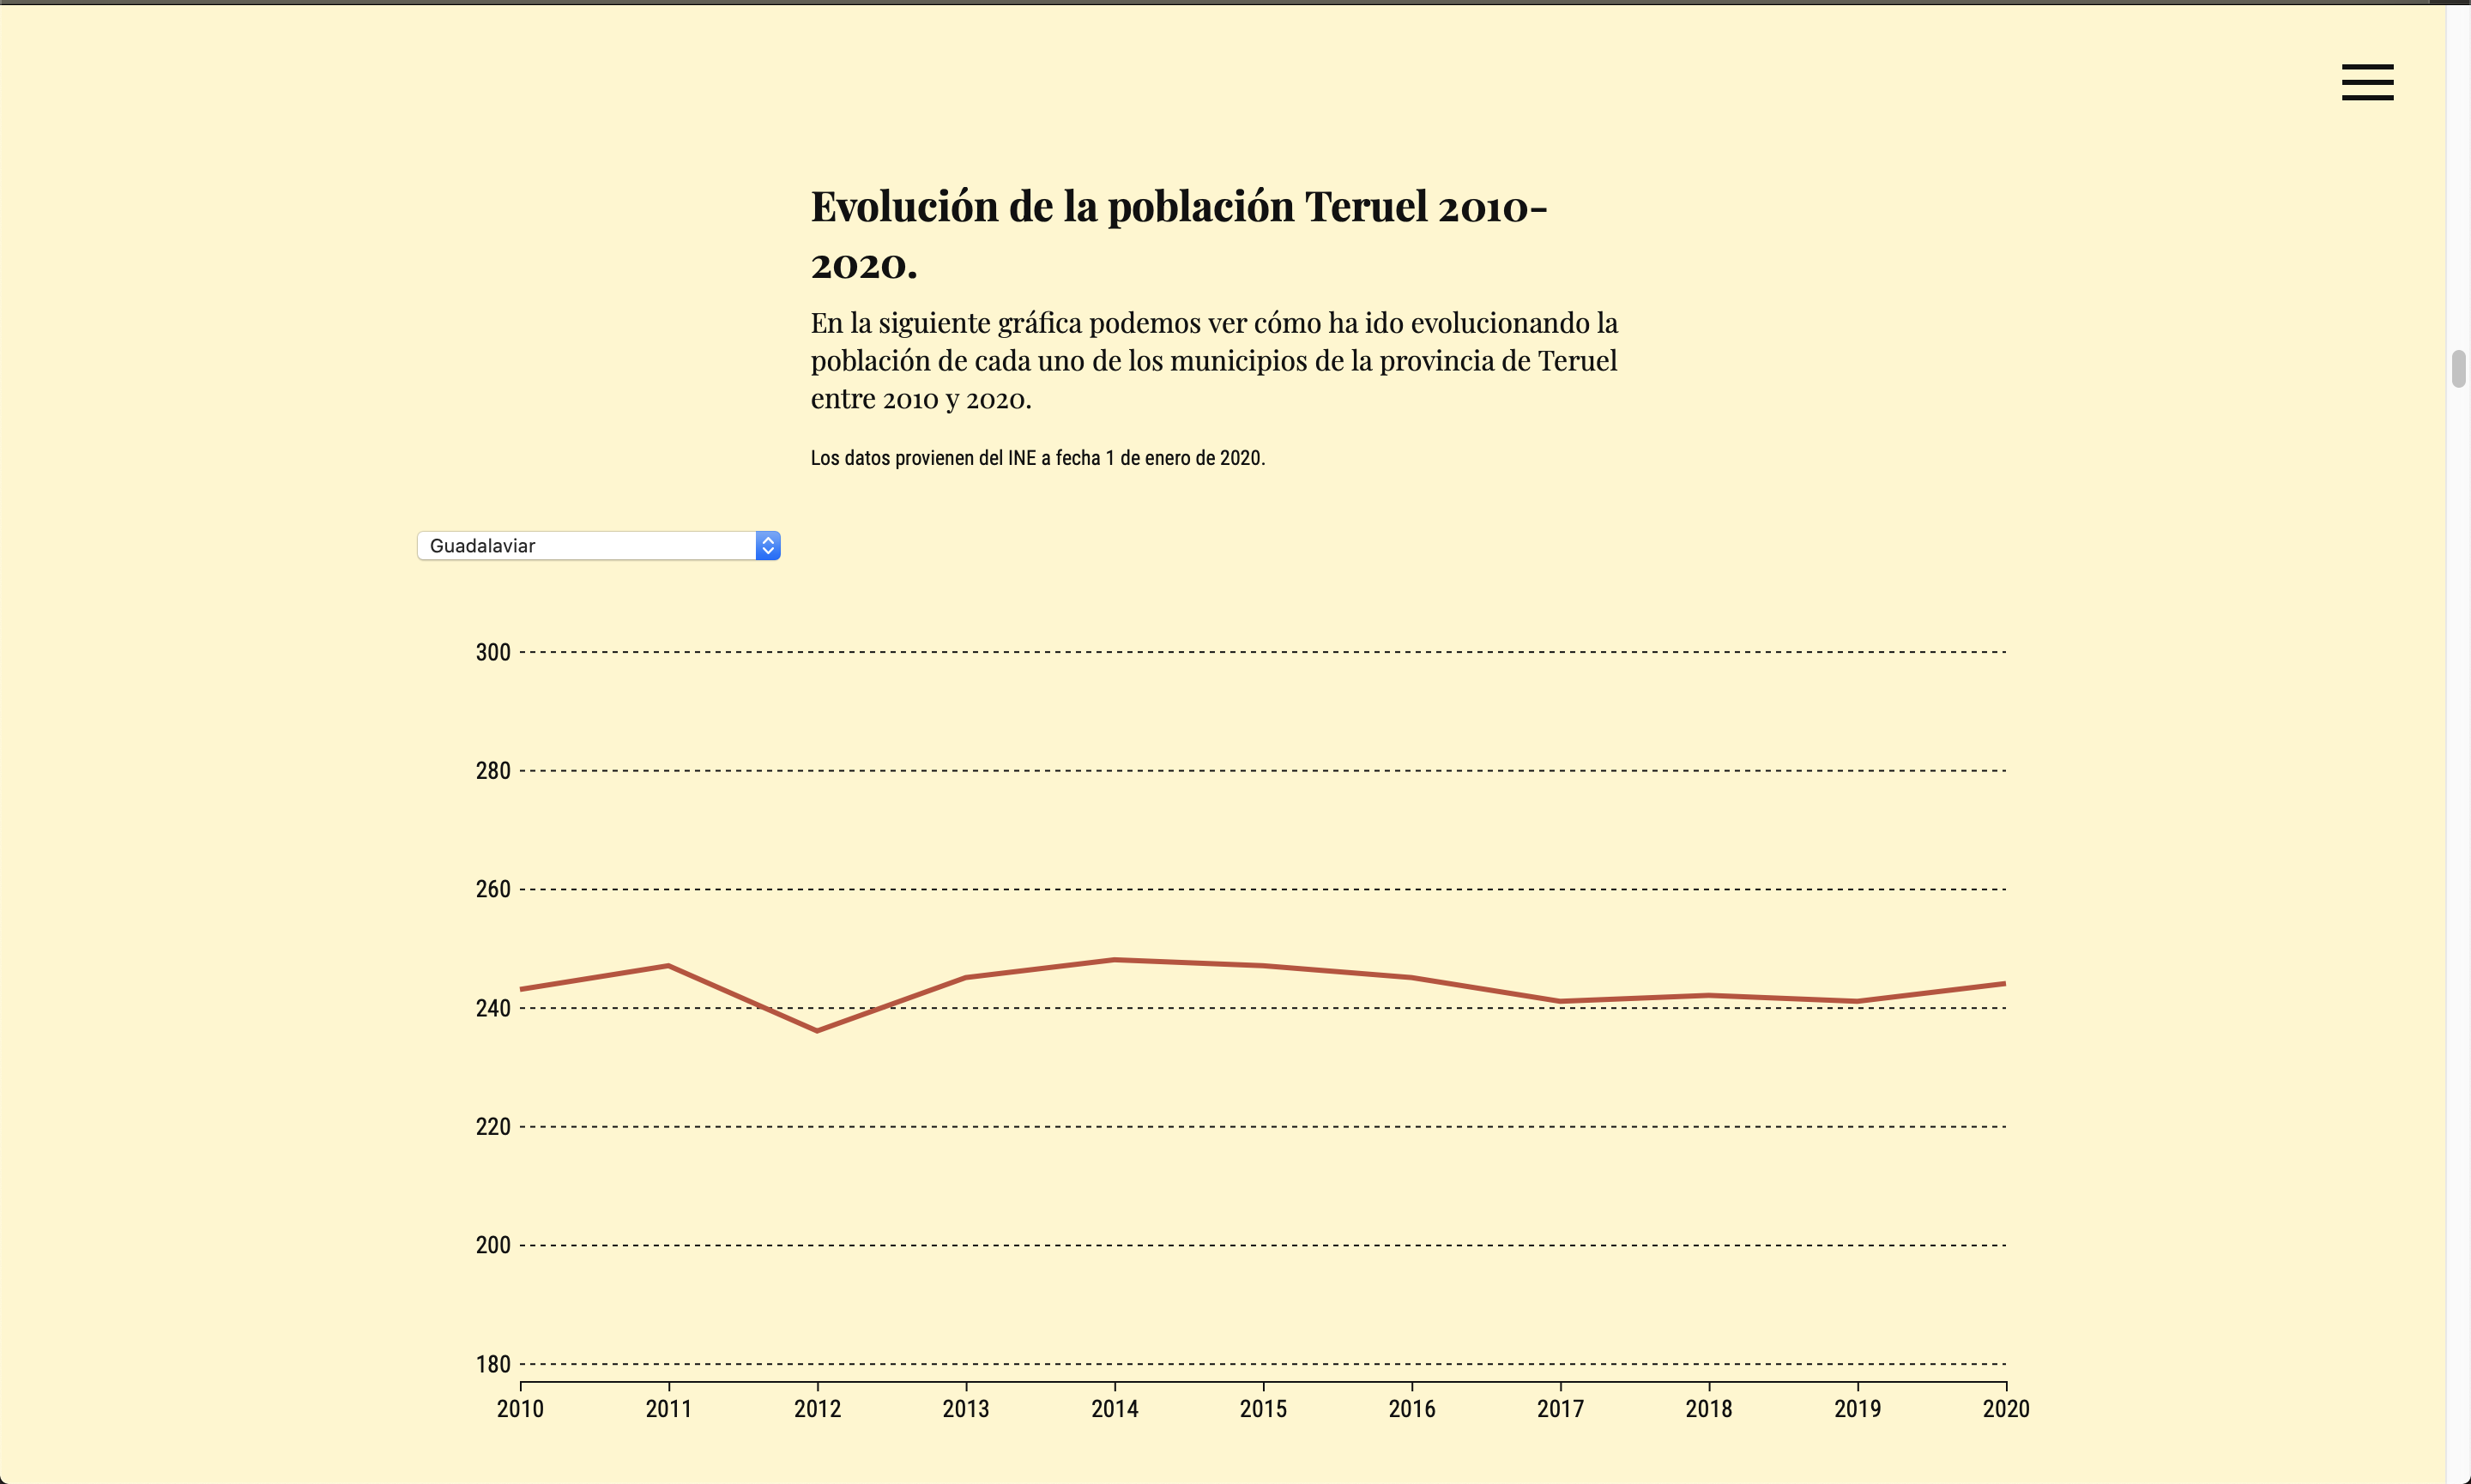 Evolución de la población Teruel 2010-
2020.
En la siguiente gráfica podemos ver cómo ha ido evolucionando la
población de cada uno de los municipios de la provincia de Teruel
entre 2010 y 2020.
Los datos provienen del INE a fecha 1 de enero de 2020.
Guadalaviar
300
280
260
240
220
200
180
2010 2011 2012 2013 2014 2015 2016 2017 2018 2019 2020